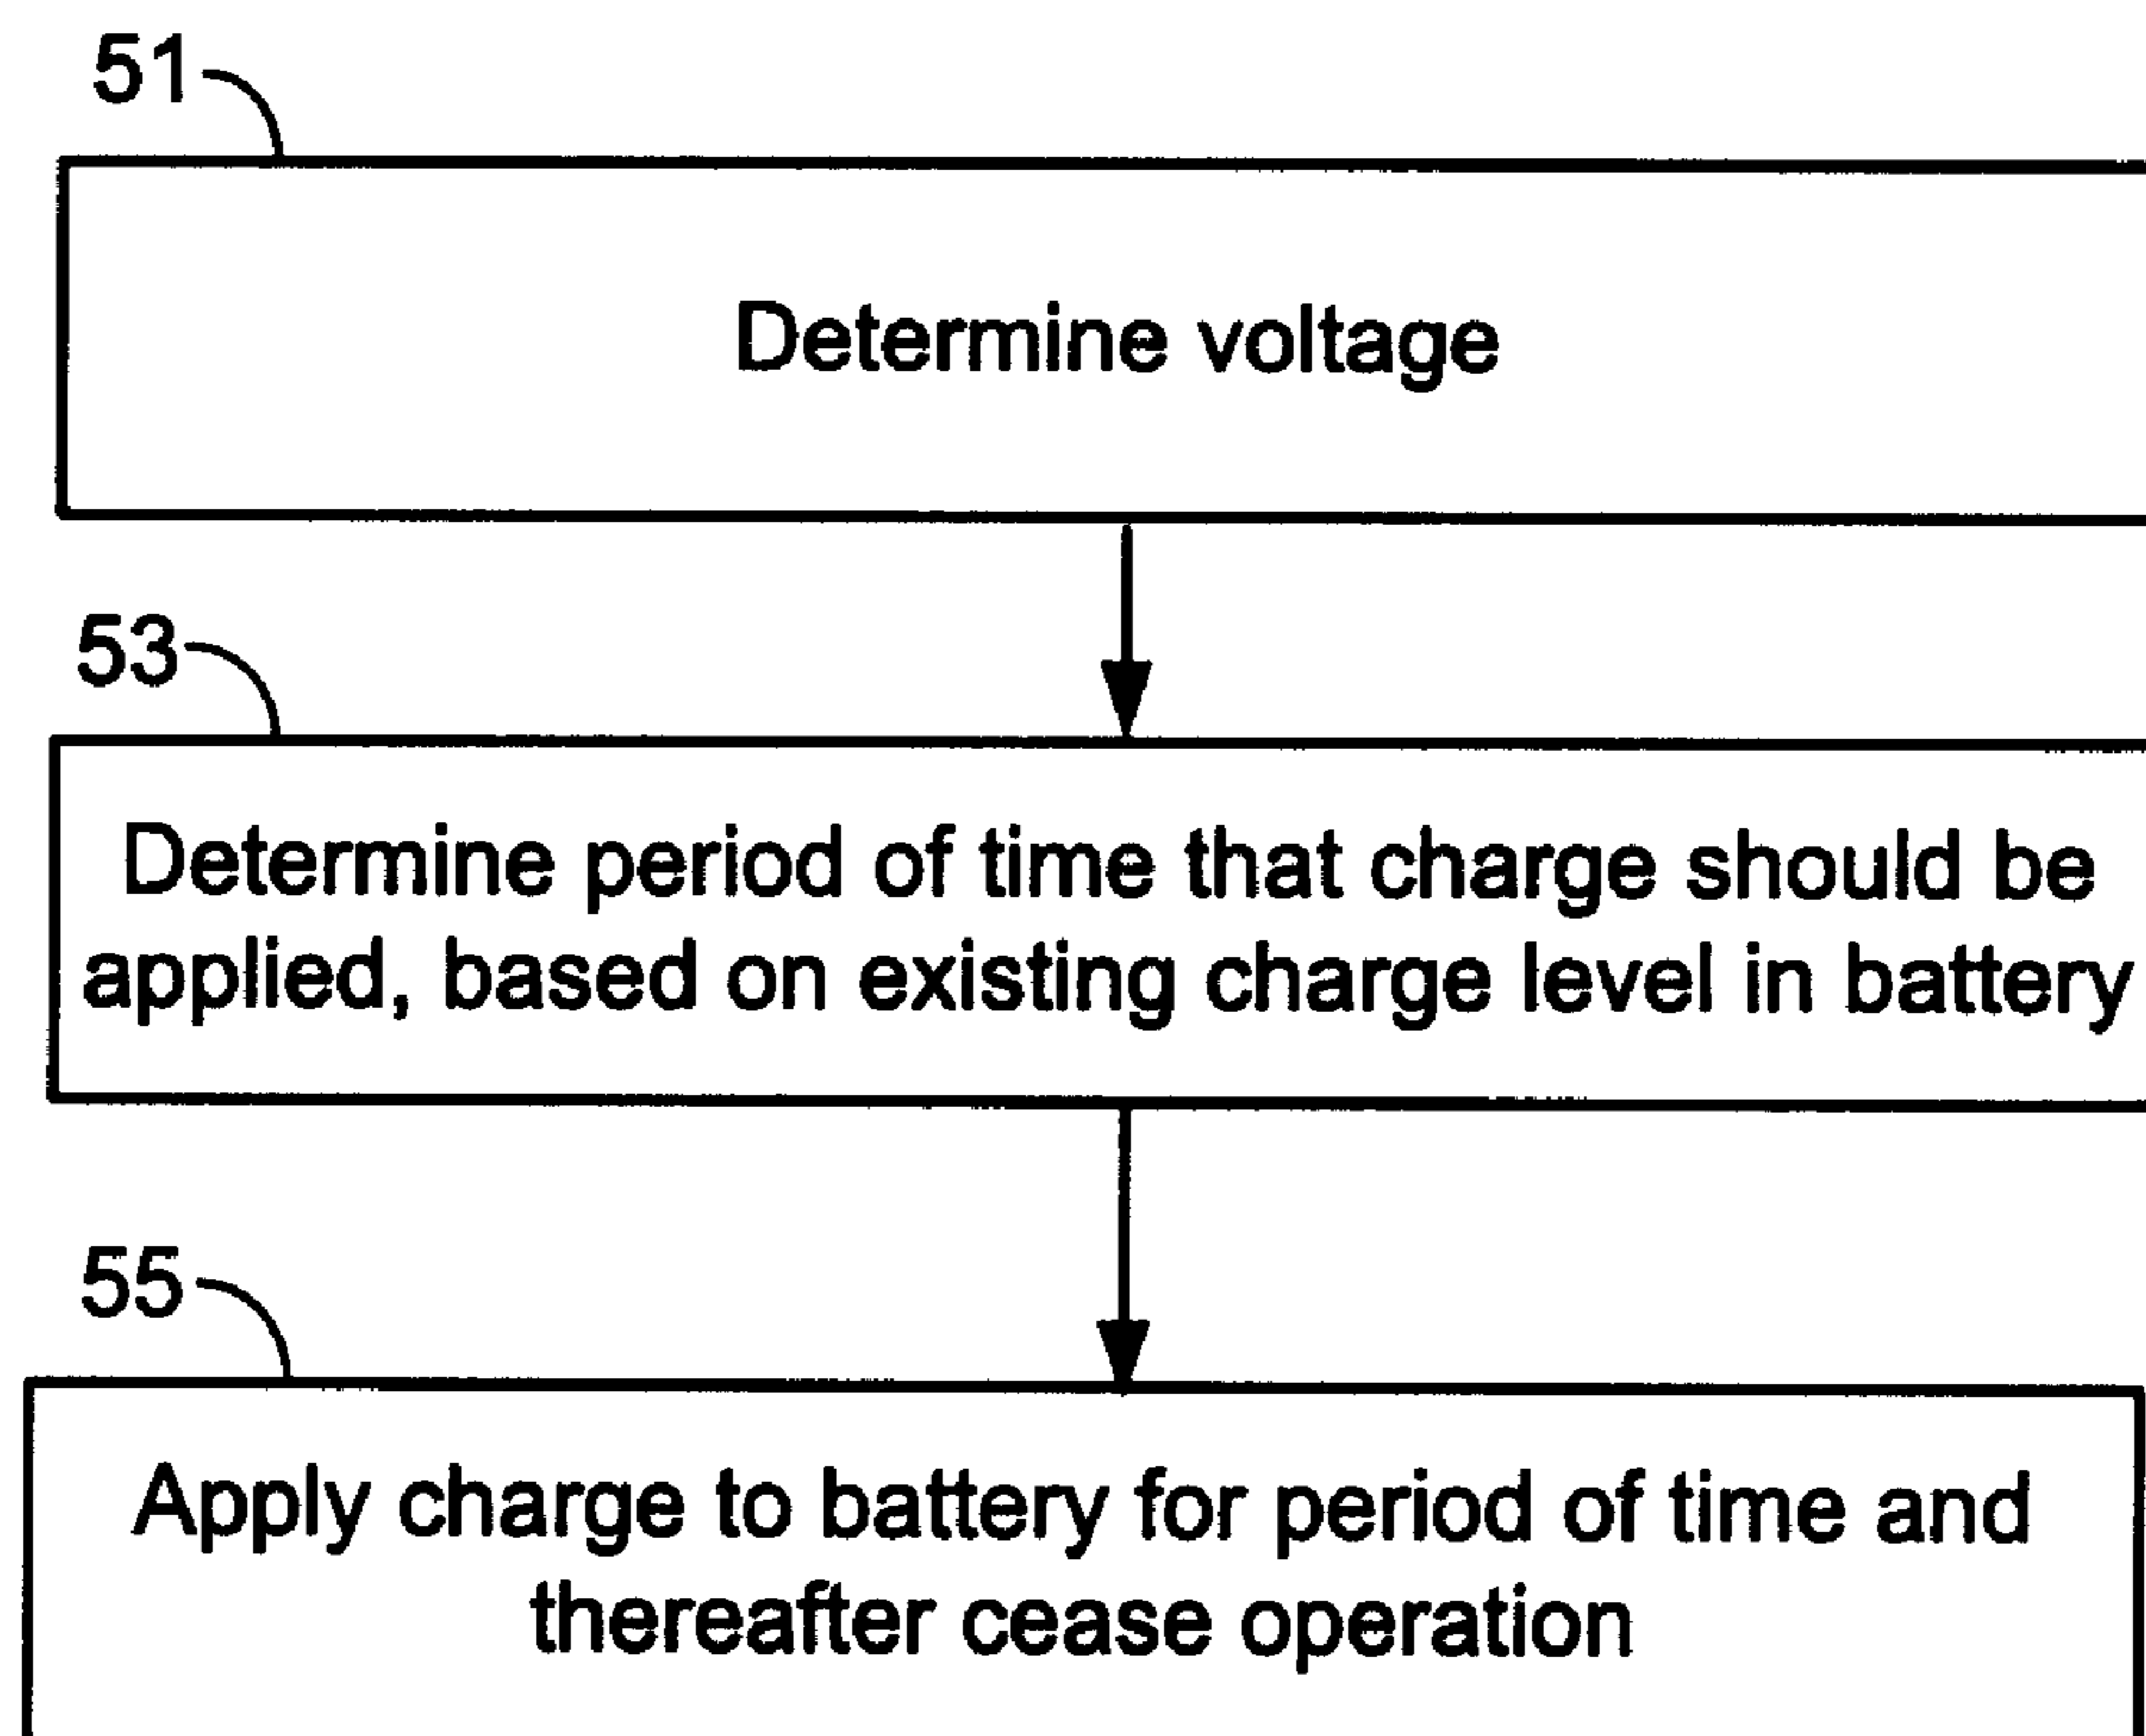 51
Determine voltage
53
Determine period of time that charge should be
applied, based on existing charge level in battery
55
Apply charge to battery for period of time and
thereafter cease operation